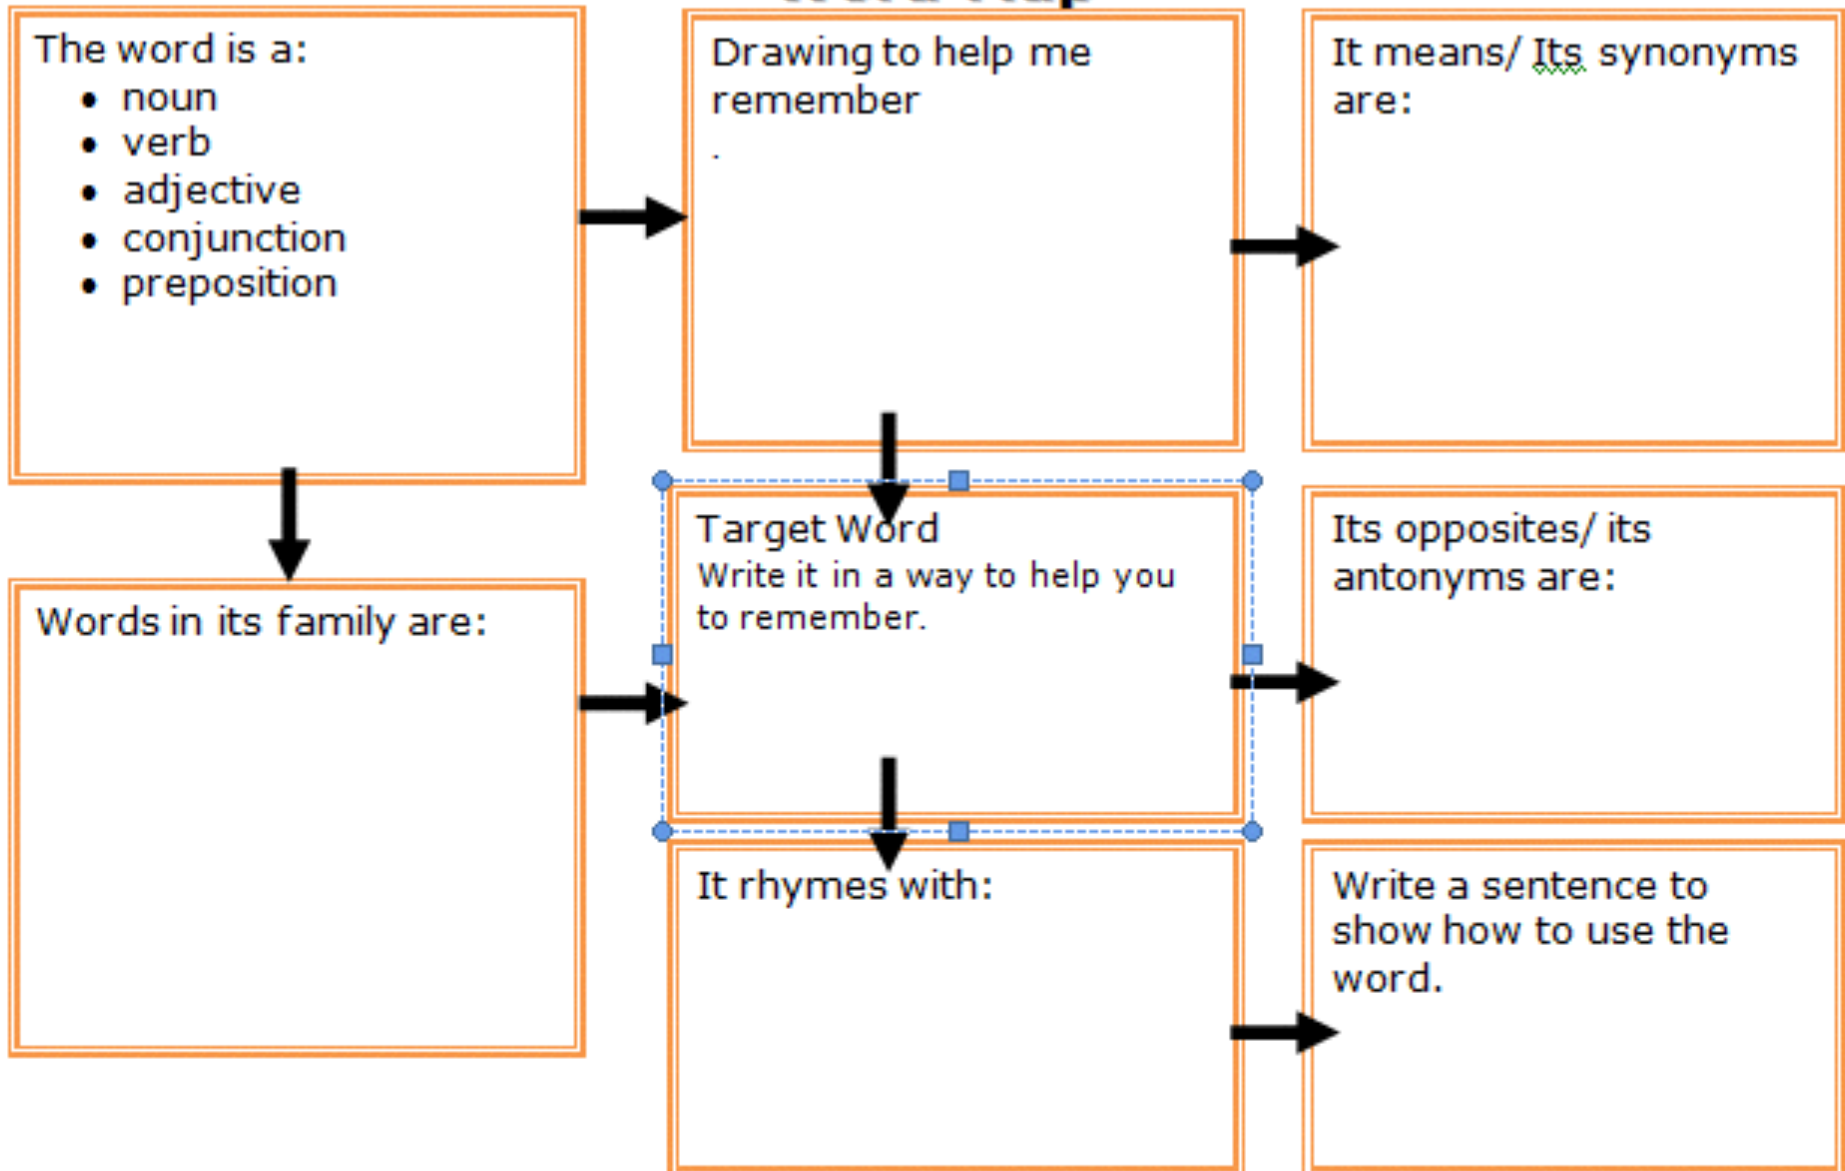 The word is a:
• noun
• verb
• adjective
• conjunction
• preposition
Drawing to help me
remember
.
It means/ Its synonyms
are:
Words in its family are:
Target Word
Write it in a way to help you
to remember.
Its opposites/ its
antonyms are:
It rhymes with:
Write a sentence to
show how to use the
word.